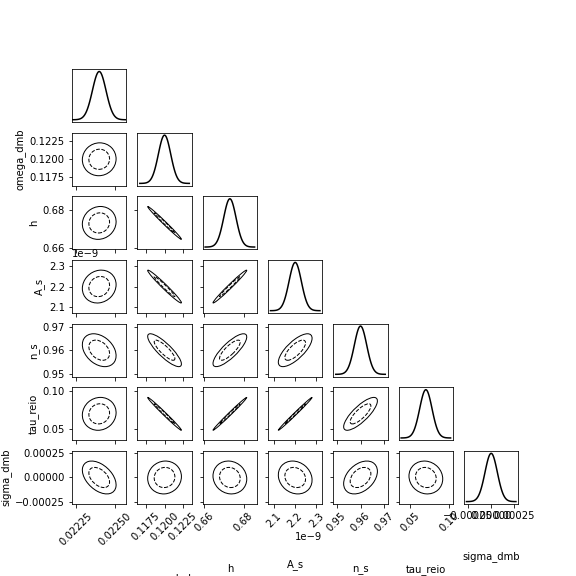 omega_dmb
0.1225
0.1200
0.1175
h
0.68
0.66
1e−9
A_s
2.3
2.2
2.1
n_s
0.97
0.96
0.95
tau_reio
0.10
0.05
sigma_dmb
0.00025
0.00000
−0.00025
0.02225
0.02250
0.1175
0.1200
0.1225
0.66
0.68
2.1
2.2
2.3
1e−9
0.95
0.96
0.97
0.05
h
A_s
n_s
tau_reio
sigma_dmb